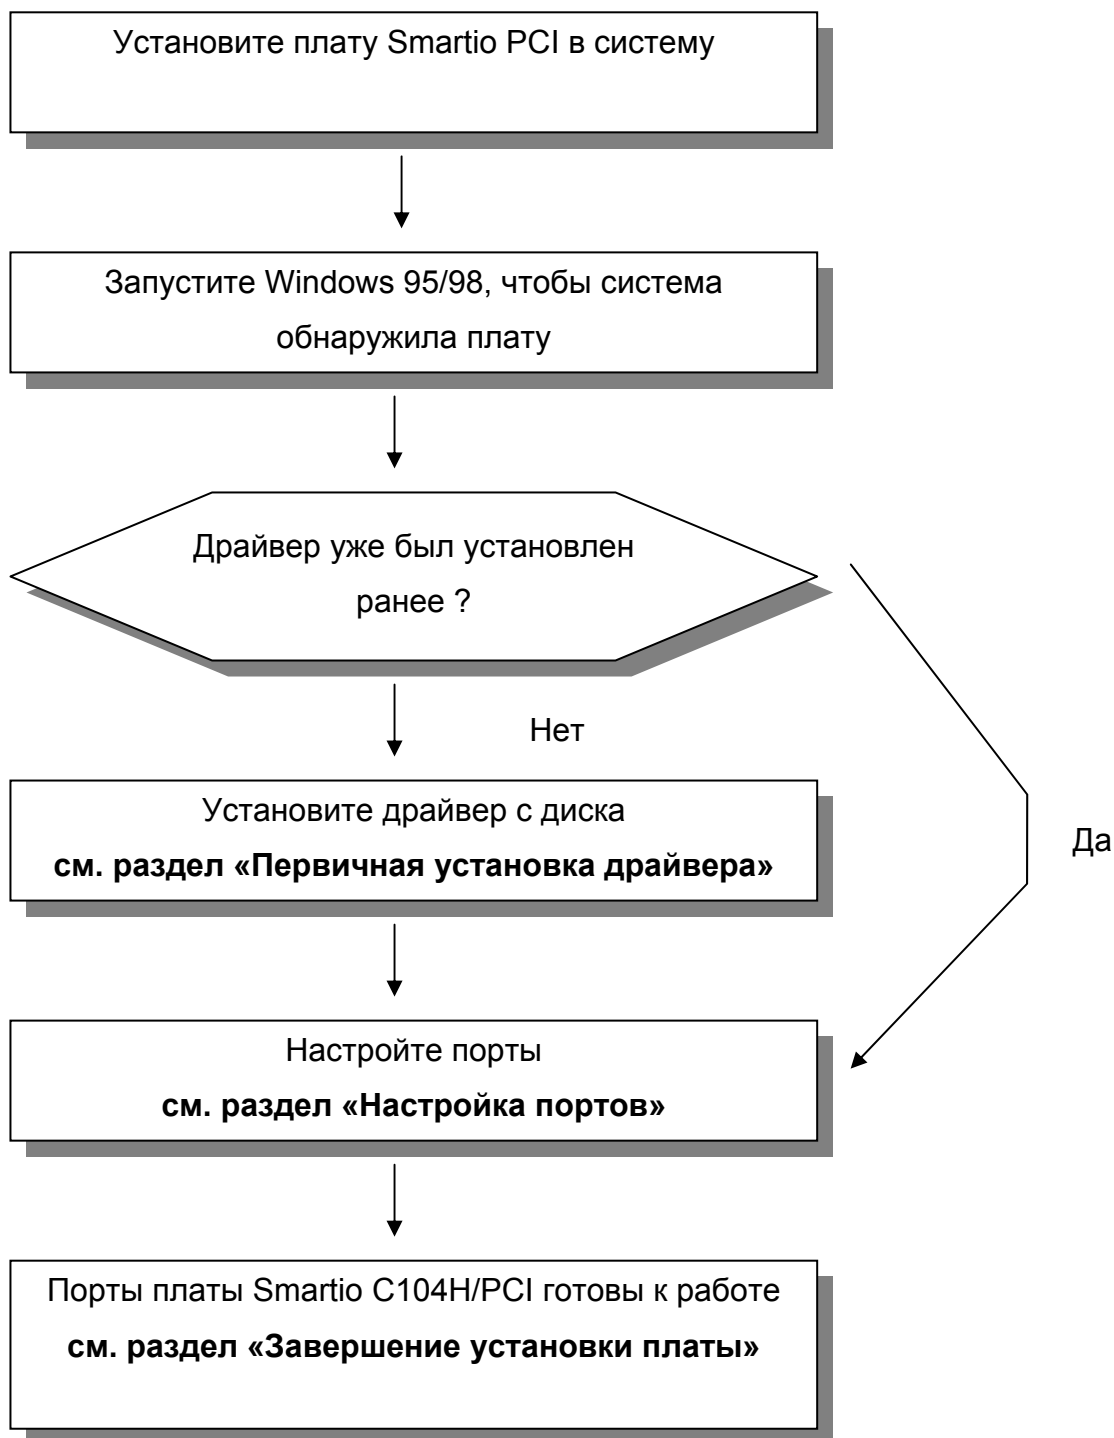 Установите плату Smartio PCI в систему
Запустите Windows 95/98, чтобы система
обнаружила плату
Драйвер уже был установлен
ранее ?
Нет
Установите драйвер с диска
см. раздел «Первичная установка драйвера»
Да
Настройте порты
см. раздел «Настройка портов»
Порты платы Smartio C104H/PCI готовы к работе
см. раздел «Завершение установки платы»